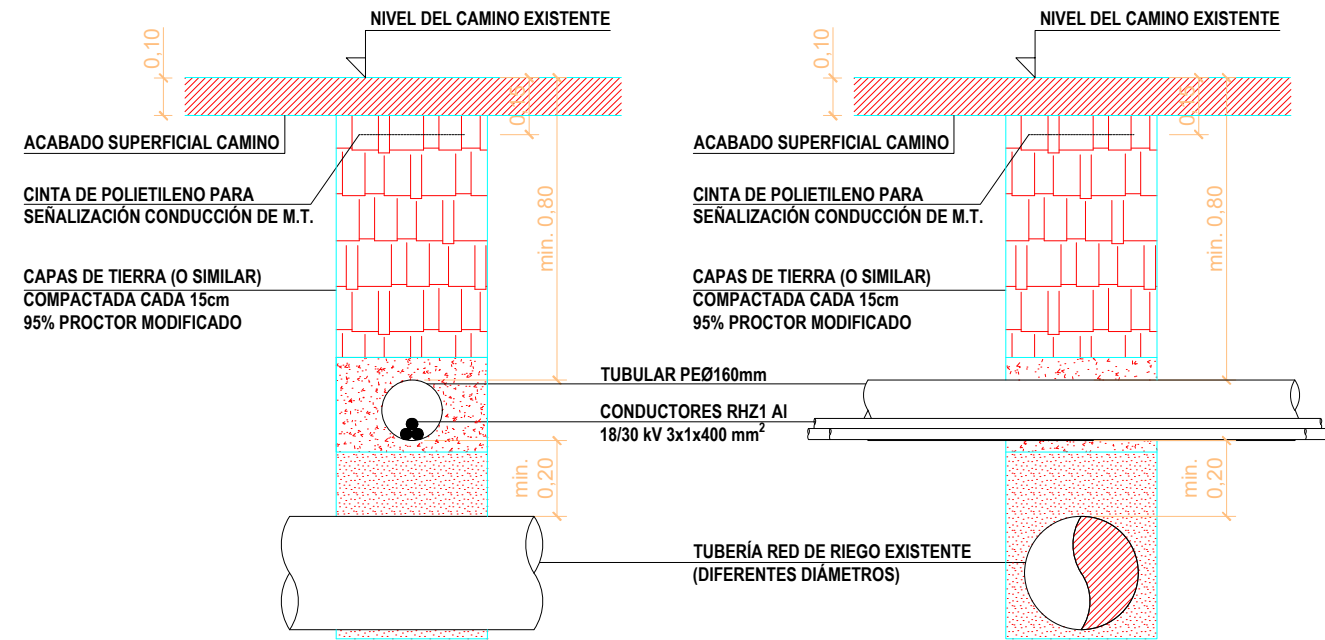 NIVEL DEL CAMINO EXISTENTE
0,10
0,15
ACABADO SUPERFICIAL CAMINO
CINTA DE POLIETILENO PARA
SEÑALIZACIÓN CONDUCCIÓN DE M.T.
min. 0,80
CAPAS DE TIERRA (O SIMILAR)
COMPACTADA CADA 15cm
95% PROCTOR MODIFICADO
min.
0,20
NIVEL DEL CAMINO EXISTENTE
0,10
0,15
ACABADO SUPERFICIAL CAMINO
CINTA DE POLIETILENO PARA
SEÑALIZACIÓN CONDUCCIÓN DE M.T.
min. 0,80
CAPAS DE TIERRA (O SIMILAR)
COMPACTADA CADA 15cm
95% PROCTOR MODIFICADO
TUBULAR PEØ160mm
CONDUCTORES RHZ1 Al
18/30 kV 3x1x400 mm²
min.
0,20
TUBERÍA RED DE RIEGO EXISTENTE
(DIFERENTES DIÁMETROS)